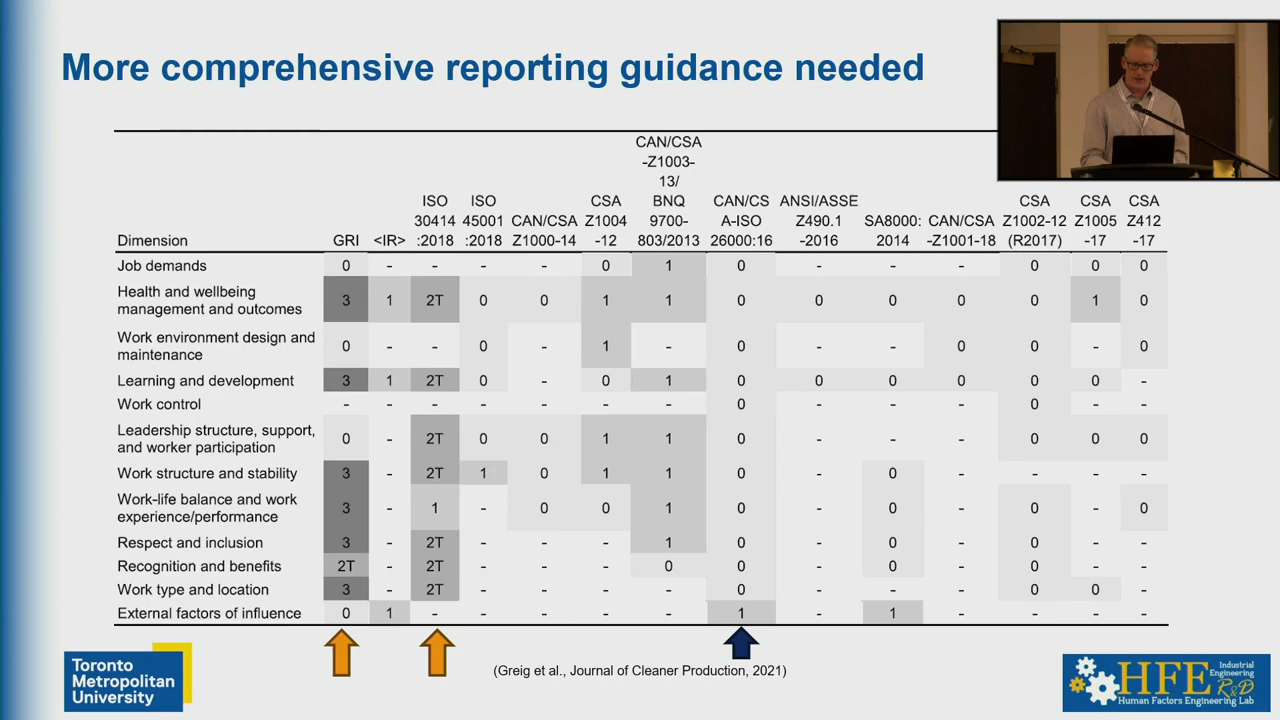 More comprehensive reporting guidance needed
CAN/CSA
-Z1003-
13/
ISO ISO CSA BNQ CAN/CS ANSI/ASSE CSA CSA CSA
30414 45001 CAN/CSA Z1004 9700- A-ISO Z490.1 SA8000: CAN/CSA Z1002-12 Z1005 Z412
Dimension GRI <IR> :2018 :2018 Z1000-14 -12 803/2013 26000:16 -2016 2014 -Z1001-18 (R2017) -17 -17
Job demands 0 - - - - 0 1 0 - - - 0 0 0
Health and wellbeing
management and outcomes 3 1 2T 0 0 1 1 0 0 0 0 0 1 0
Work environment design and
maintenance 0 - - 0 - 1 - 0 - - 0 0 - 0
Learning and development 3 1 2T 0 - 0 1 0 0 0 0 0 0 -
Work control - - - - - - - 0 - - - 0 - -
Leadership structure, support,
and worker participation 0 - 2T 0 0 1 1 0 - - - 0 0 0
Work structure and stability 3 - 2T 1 0 1 1 0 - 0 - - - -
Work-life balance and work
experience/performance 3 - 1 - 0 0 1 0 - 0 - 0 - 0
Respect and inclusion 3 - 2T - - - 1 0 - 0 - 0 - -
Recognition and benefits 2T - 2T - - - 0 0 - 0 - 0 - -
Work type and location 3 - 2T - - - - 0 - - - 0 0 -
External factors of influence 0 1 - - - - - 1 - 1 - - - -
(Greig et al., Journal of Cleaner Production, 2021)
Toronto
Metropolitan
University
HFE Industrial
Engineering
R&D
Human Factors Engineering Lab